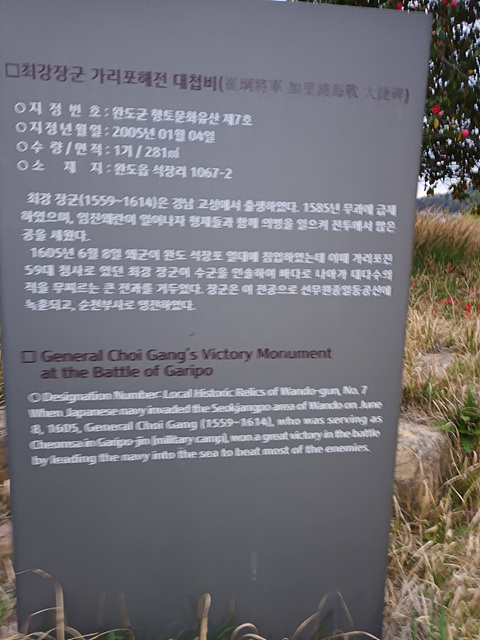 □최강장군 가리포해전 대첩비(崔堈將軍 加里浦海戰 大捷碑)
○지 정 번 호 : 완도군 향토문화유산 제7호
○지정년월일 : 2005년 01월 04일
○수 량 / 면 적 : 1기 / 281㎡
○소 재 지 : 완도읍 석장리 1067-2
최강 장군(1559~1614)은 경남 고성에서 출생하였다. 1585년 무과에 급제
하였으며, 임진왜란이 일어나자 형제들과 함께 의병을 일으켜 전투에서 많은
공을 세웠다.
1605년 6월 8일 왜군이 완도 석장포 일대에 침입하였는데 이때 가리포진
59대 첨사로 있던 최강 장군이 수군을 인솔하여 바다로 나아가 대다수의
적을 무찌르는 큰 전과를 거두었다. 장군은 이 전공으로 선무원종일등공신에
녹훈되고, 순천부사로 영전하였다.
□ General Choi Gang's Victory Monument
at the Battle of Garipo
○ Designation Number: Local Historic Relics of Wando-gun, No. 7
When Japanese navy invaded the Seokjangpo area of Wando on June
8, 1605, General Choi Gang (1559~1614), who was serving as
Cheomsa in Garipo-jin (military camp), won a great victory in the battle
by leading the navy into the sea to beat most of the enemies.